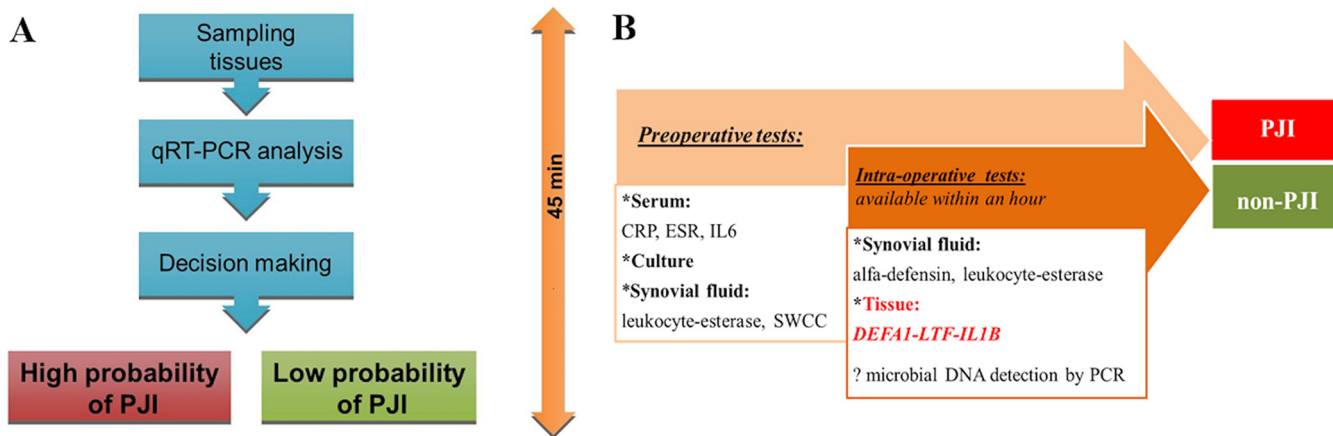 A
Sampling
tissues
qRT-PCR analysis
Decision making
High probability
of PJI
Low probability
of PJI
45 min
B
Preoperative tests:
*Serum:
CRP, ESR, IL6
*Culture
*Synovial fluid:
leukocyte-esterase, SWCC
Intra-operative tests:
available within an hour
*Synovial fluid:
alfa-defensin, leukocyte-esterase
*Tissue:
DEFA1-LTF-IL1B
? microbial DNA detection by PCR
PJI
non-PJI